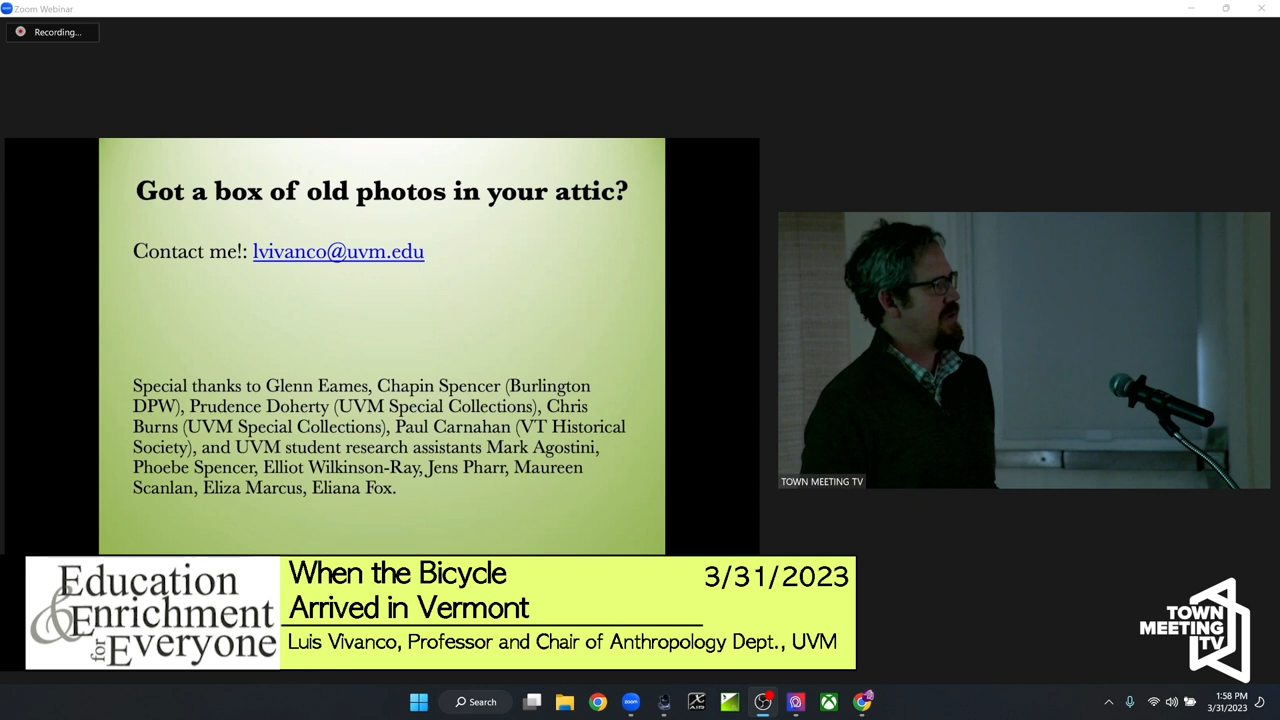 Zoom Webinar
Recording...
Got a box of old photos in your attic?
Contact me!: lvivanco@uvm.edu
Special thanks to Glenn Eames, Chapin Spencer (Burlington
DPW), Prudence Doherty (UVM Special Collections), Chris
Burns (UVM Special Collections), Paul Carnahan (VT Historical
Society), and UVM student research assistants Mark Agostini,
Phoebe Spencer, Elliot Wilkinson-Ray, Jens Pharr, Maureen
Scanlan, Eliza Marcus, Eliana Fox.
TOWN MEETING TV
Education
& Enrichment
for Everyone
When the Bicycle
Arrived in Vermont
3/31/2023
Luis Vivanco, Professor and Chair of Anthropology Dept., UVM
TOWN
MEETING
TV
Search
zoom
1:58 PM
3/31/2023